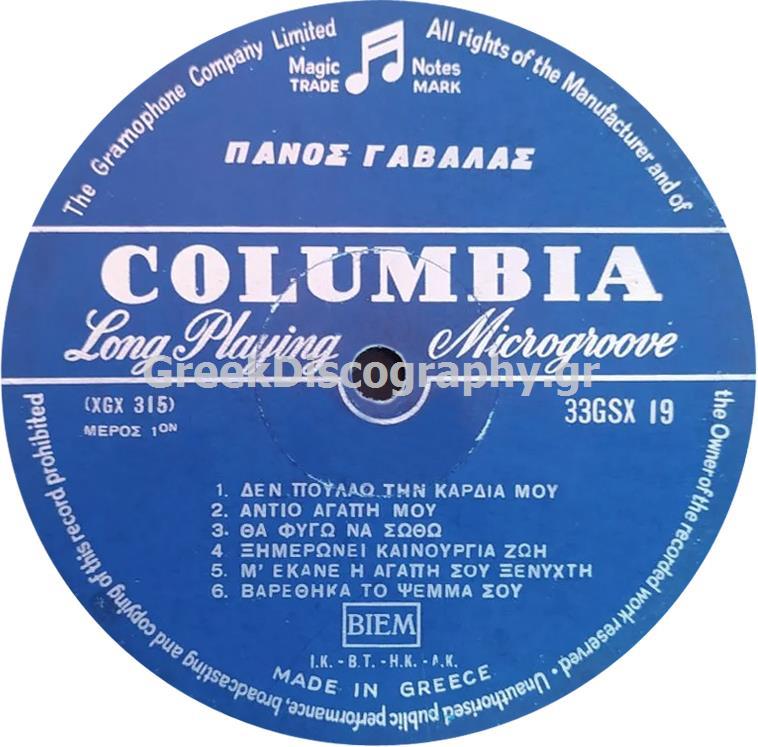 The Gramophone Company Limited
All rights of the Manufacturer and of
the Owner of the recorded work reserved • Unauthorised public performance, broadcasting and copying of this record prohibited
Magic Notes
TRADE MARK
ΠΑΝΟΣ ΓΑΒΑΛΑΣ
COLUMBIA
Long Playing Microgroove
GreekDiscography.gr
(XGX 315) 33GSX 19
ΜΕΡΟΣ 1ΟΝ
1. ΔΕΝ ΠΟΥΛΑΩ ΤΗΝ ΚΑΡΔΙΑ ΜΟΥ
2. ΑΝΤΙΟ ΑΓΑΠΗ ΜΟΥ
3. ΘΑ ΦΥΓΩ ΝΑ ΣΩΘΩ
4. ΞΗΜΕΡΩΝΕΙ ΚΑΙΝΟΥΡΓΙΑ ΖΩΗ
5. Μ' ΕΚΑΝΕ Η ΑΓΑΠΗ ΣΟΥ ΞΕΝΥΧΤΗ
6. ΒΑΡΕΘΗΚΑ ΤΟ ΨΕΜΜΑ ΣΟΥ
BIEM
Ι.Κ. - Β.Τ. - Η.Κ. - Α.Κ.
MADE IN GREECE